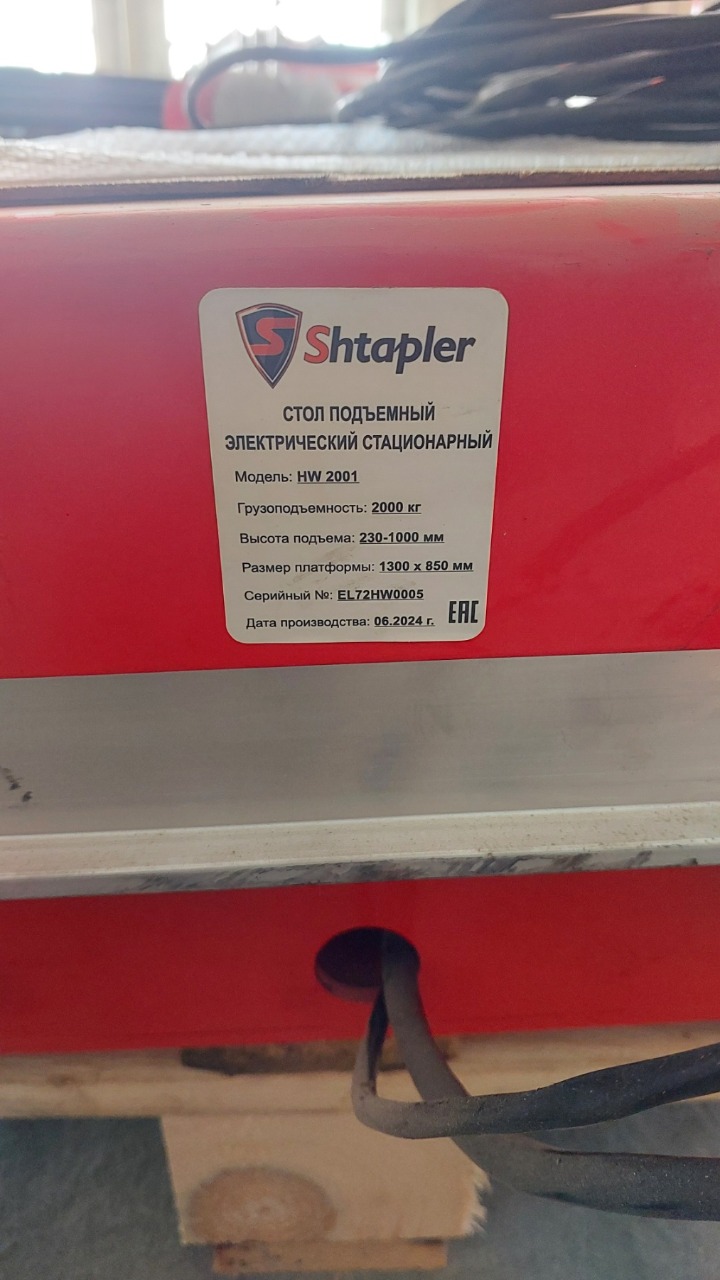 S Shtapler
СТОЛ ПОДЪЕМНЫЙ
ЭЛЕКТРИЧЕСКИЙ СТАЦИОНАРНЫЙ
Модель: HW 2001
Грузоподъемность: 2000 кг
Высота подъема: 230-1000 мм
Размер платформы: 1300 x 850 мм
Серийный №: EL72HW0005
Дата производства: 06.2024 г. EAC